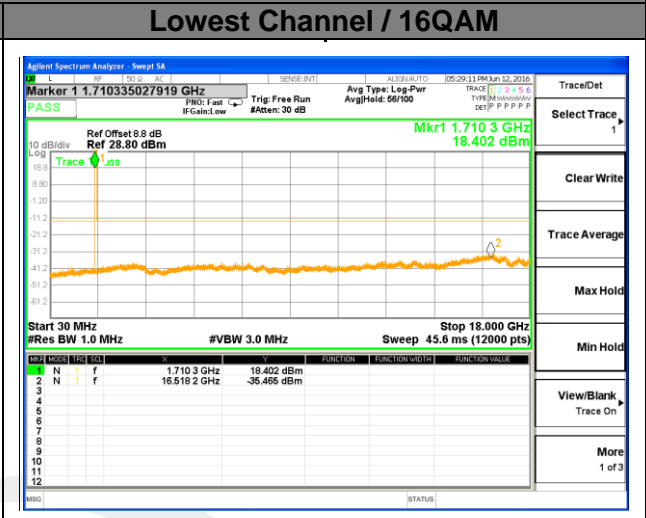 Lowest Channel / 16QAM
Agilent Spectrum Analyzer - Swept SA
L RF 50 Ω AC SENSE:INT ALIGNAUTO 05:29:11 PM Jun 12, 2016
Marker 1 1.710335027919 GHz
PNO: Fast Trig: Free Run
IFGain:Low #Atten: 30 dB
Avg Type: Log-Pwr
Avg|Hold: 56/100
TRACE 1 2 3 4 5 6
TYPE M
DET P P P P P P
PASS
Trace/Det
Select Trace
1
Clear Write
Trace Average
Max Hold
Min Hold
View/Blank
Trace On
More
1 of 3
Ref Offset 8.8 dB
10 dB/div Ref 28.80 dBm
Mkr1 1.710 3 GHz
18.402 dBm
Log
Trace 1
18.8
8.80
-1.20
-11.2
-21.2
-31.2
-41.2
-51.2
-61.2
1
2
Start 30 MHz Stop 18.000 GHz
#Res BW 1.0 MHz #VBW 3.0 MHz Sweep 45.6 ms (12000 pts)
MKR MODE TRC SCL X Y FUNCTION FUNCTION WIDTH FUNCTION VALUE
1 N 1 f 1.710 3 GHz 18.402 dBm
2 N 1 f 16.518 2 GHz -35.465 dBm
3
4
5
6
7
8
9
10
11
12
MSG STATUS